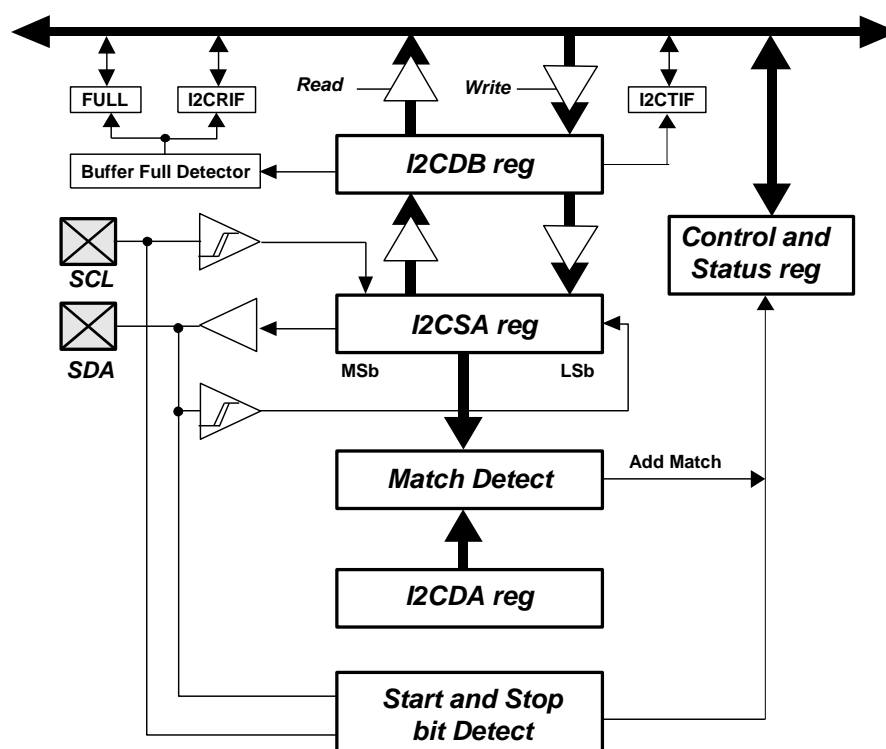 Read
Write
FULL
I2CRIF
I2CTIF
Buffer Full Detector
I2CDB reg
SCL
Control and
Status reg
I2CSA reg
SDA
MSb
LSb
Match Detect
Add Match
I2CDA reg
Start and Stop
bit Detect